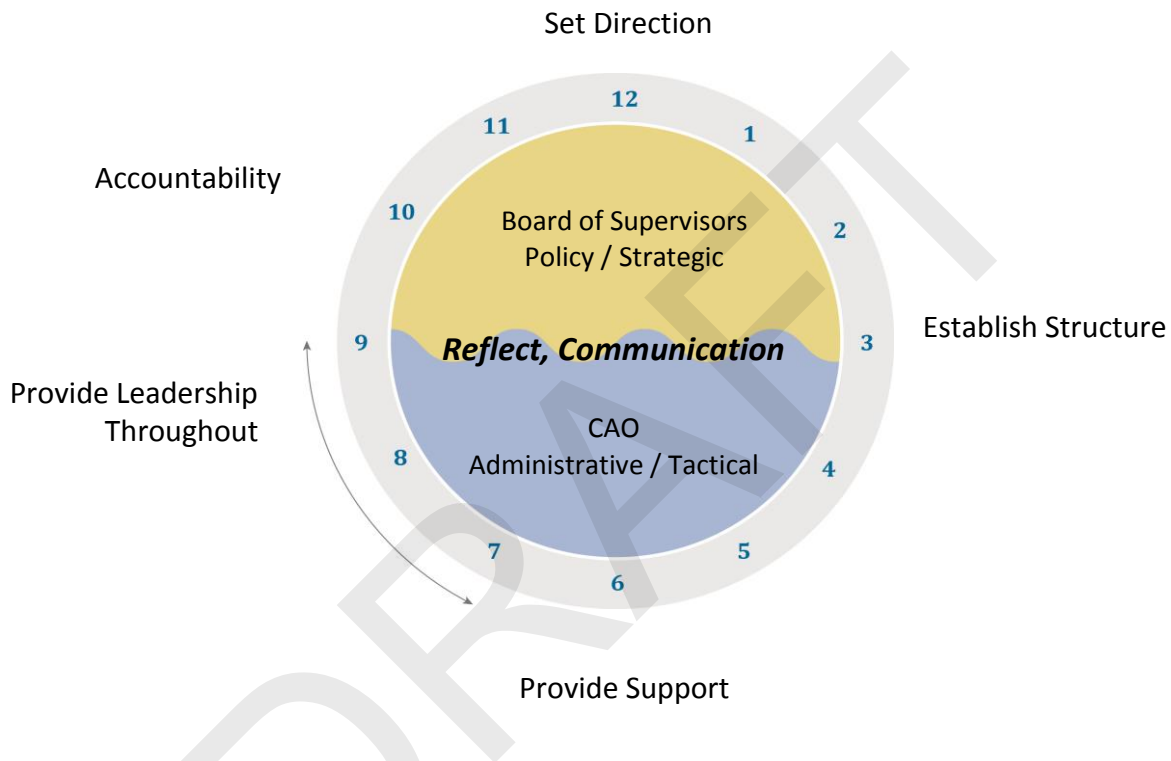 Set Direction
12
11
1
Accountability
10
2
Board of Supervisors
Policy / Strategic
Establish Structure
9
3
Reflect, Communication
Provide Leadership
Throughout
CAO
Administrative / Tactical
8
4
7
5
6
Provide Support
DRAFT